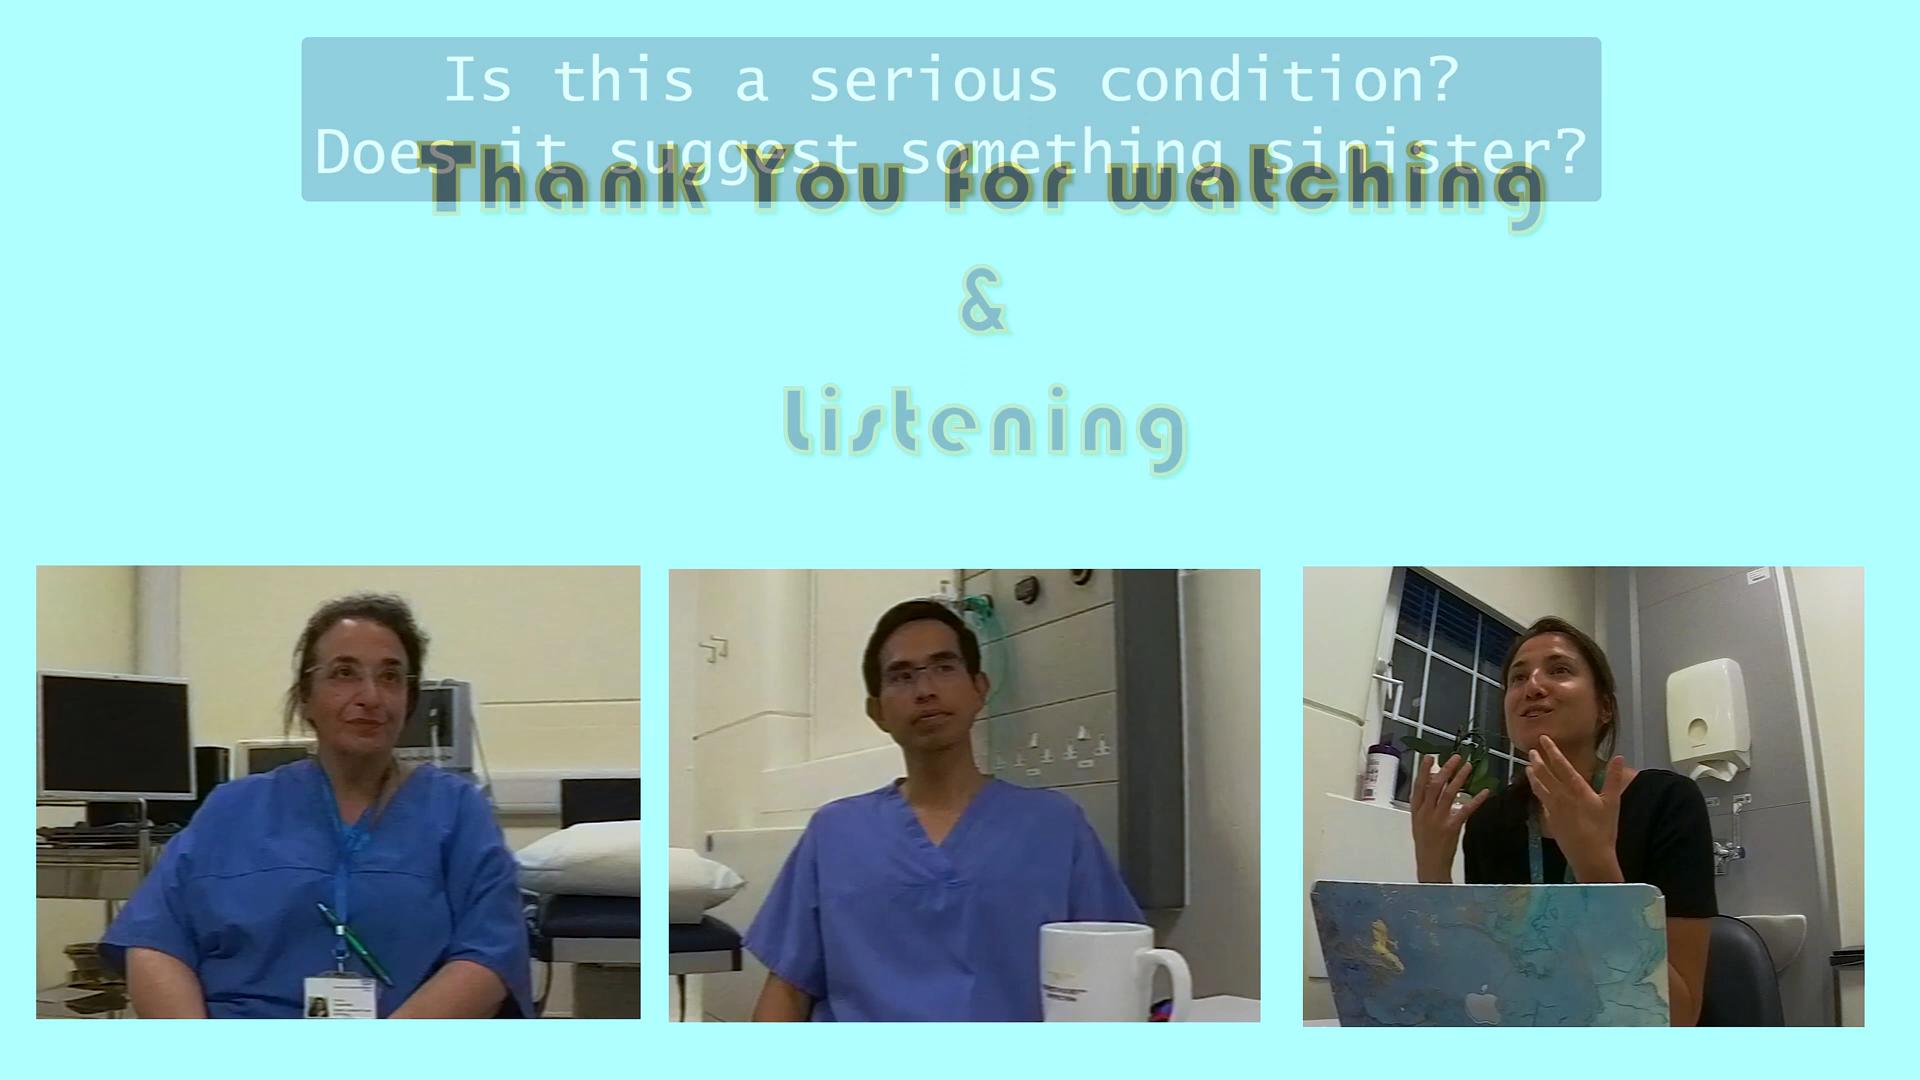 Is this a serious condition?
Does it suggest something sinister?
Thank You for watching
&
Listening